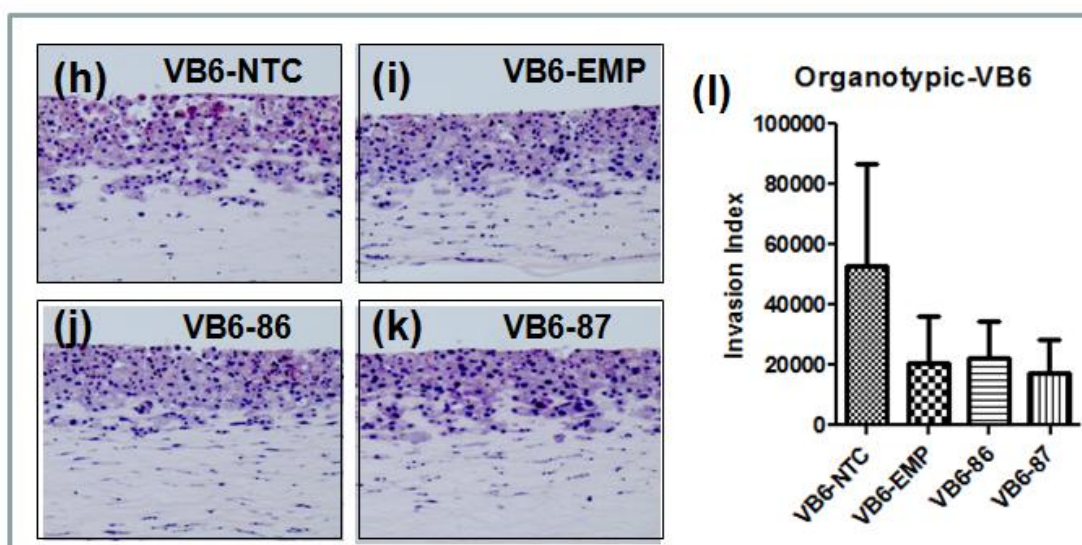 (h) VB6-NTC
(i) VB6-EMP
(j) VB6-86
(k) VB6-87
(l)
Organotypic-VB6
Invasion Index
100000
80000
60000
40000
20000
0
VB6-NTC
VB6-EMP
VB6-86
VB6-87